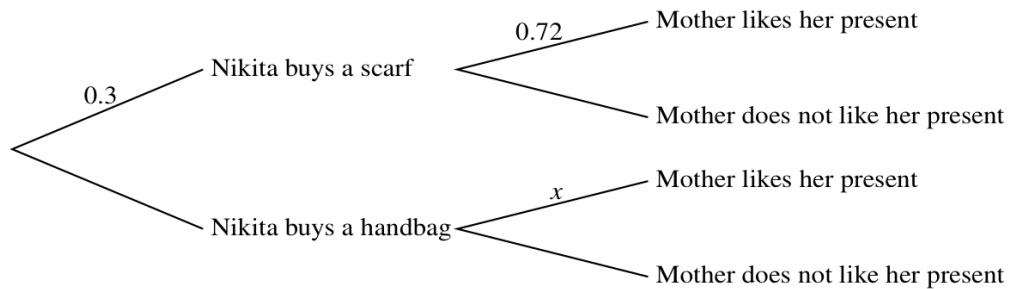 Mother likes her present
0.72
Nikita buys a scarf
0.3
Mother does not like her present
Mother likes her present
x
Nikita buys a handbag
Mother does not like her present